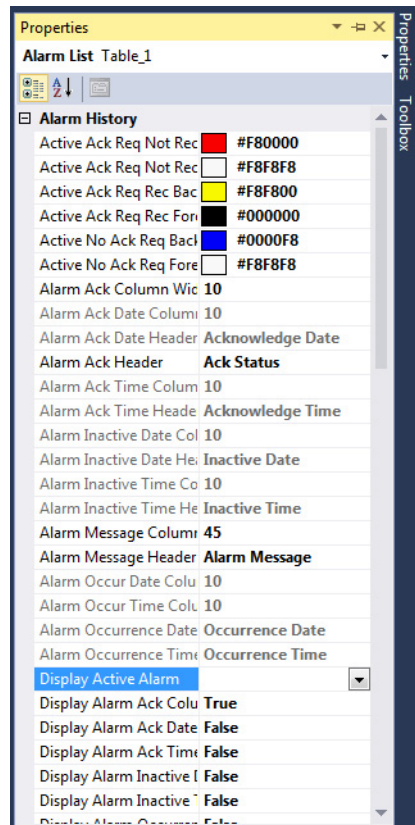 Properties
Alarm List Table_1
Alarm History
Active Ack Req Not Rec #F80000
Active Ack Req Not Rec #F8F8F8
Active Ack Req Rec Bac #F8F800
Active Ack Req Rec Fore #000000
Active No Ack Req Back #0000F8
Active No Ack Req Fore #F8F8F8
Alarm Ack Column Wid 10
Alarm Ack Date Column 10
Alarm Ack Date Header Acknowledge Date
Alarm Ack Header Ack Status
Alarm Ack Time Colum 10
Alarm Ack Time Heade Acknowledge Time
Alarm Inactive Date Col 10
Alarm Inactive Date Hea Inactive Date
Alarm Inactive Time Co 10
Alarm Inactive Time He Inactive Time
Alarm Message Column 45
Alarm Message Header Alarm Message
Alarm Occur Date Colu 10
Alarm Occur Time Colu 10
Alarm Occurrence Date Occurrence Date
Alarm Occurrence Time Occurrence Time
Display Active Alarm
Display Alarm Ack Colu True
Display Alarm Ack Date False
Display Alarm Ack Time False
Display Alarm Inactive D False
Display Alarm Inactive T False
Properties
Toolbox